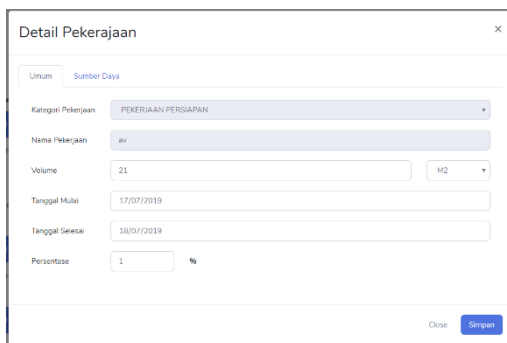 Detail Pekerajaan ×
Umum Sumber Daya
Kategori Pekerjaan PEKERJAAN PERSIAPAN
Nama Pekerjaan av
Volume 21 M2
Tanggal Mulai 17/07/2019
Tanggal Selesai 18/07/2019
Persentase 1 %
Close Simpan